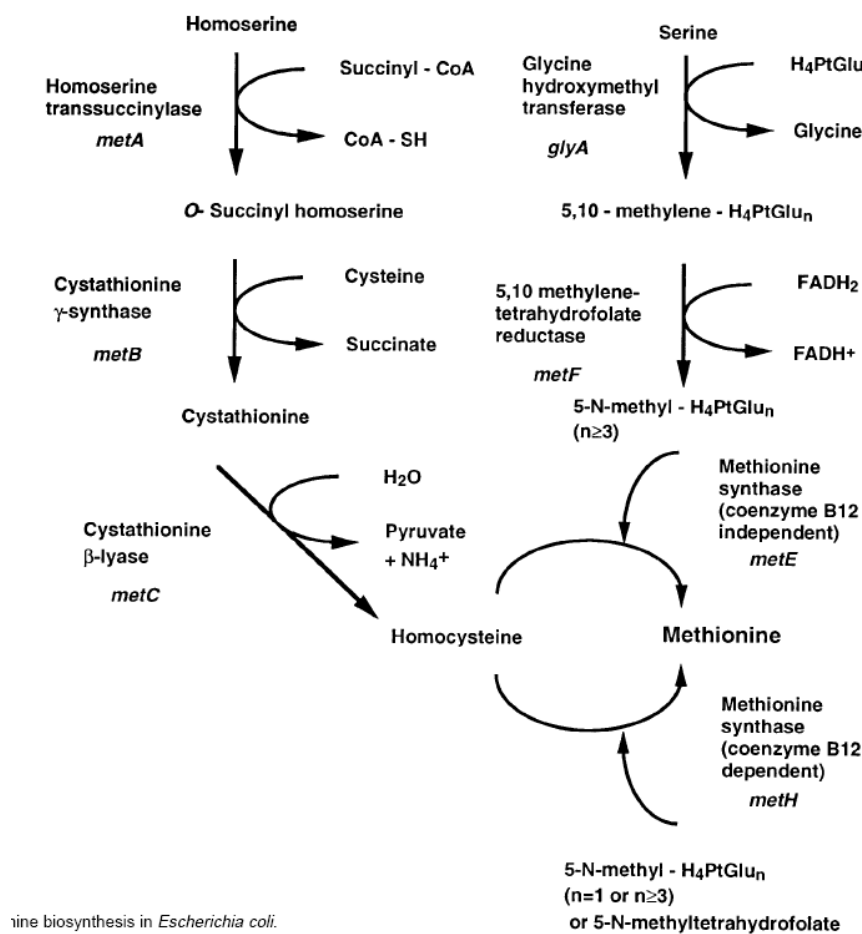 Homoserine
Homoserine
transsuccinylase
metA
Succinyl - CoA
CoA - SH
O- Succinyl homoserine
Cystathionine
γ-synthase
metB
Cysteine
Succinate
Cystathionine
Cystathionine
β-lyase
metC
H2O
Pyruvate
+ NH4+
Homocysteine
Serine
Glycine
hydroxymethyl
transferase
glyA
H4PtGlu
Glycine
5,10 - methylene - H4PtGlun
5,10 methylene-
tetrahydrofolate
reductase
metF
FADH2
FADH+
5-N-methyl - H4PtGlun
(n≥3)
Methionine
synthase
(coenzyme B12
independent)
metE
Methionine
Methionine
synthase
(coenzyme B12
dependent)
metH
5-N-methyl - H4PtGlun
(n=1 or n≥3)
or 5-N-methyltetrahydrofolate
biosynthesis in Escherichia coli.